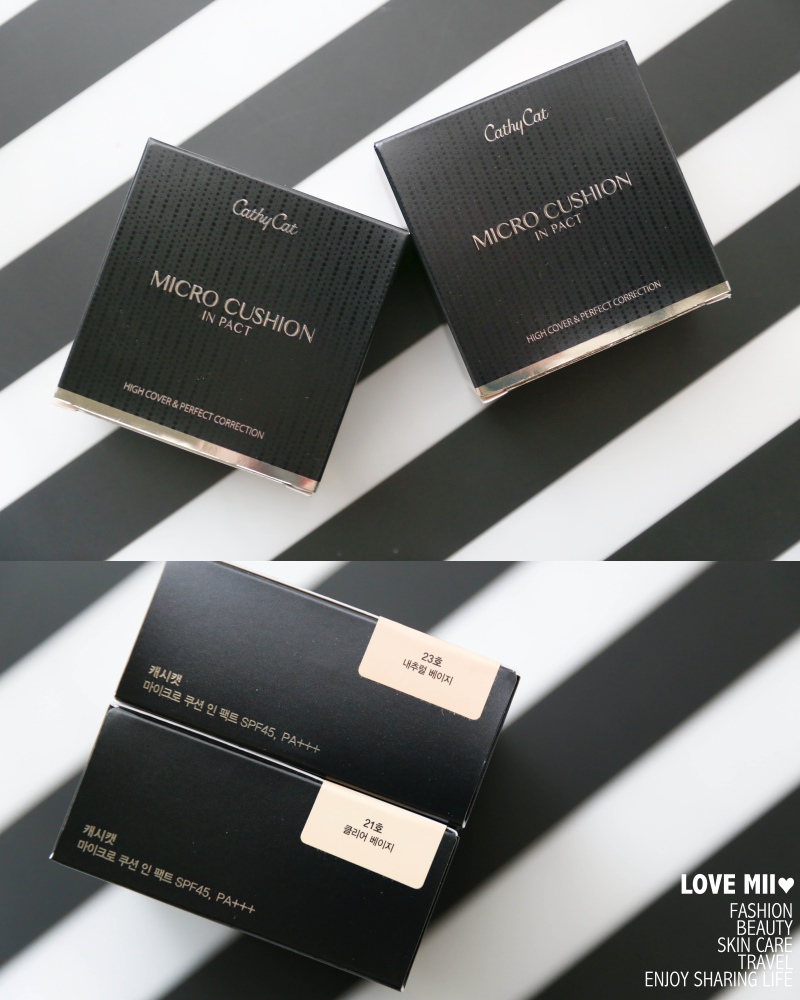 CathyCat
MICRO CUSHION
IN PACT
HIGH COVER & PERFECT CORRECTION
CathyCat
MICRO CUSHION
IN PACT
HIGH COVER & PERFECT CORRECTION
23호
내추럴 베이지
캐시캣
마이크로 쿠션 인 팩트 SPF45, PA+++
21호
클리어 베이지
캐시캣
마이크로 쿠션 인 팩트 SPF45, PA+++
LOVE MII♥
FASHION
BEAUTY
SKIN CARE
TRAVEL
ENJOY SHARING LIFE